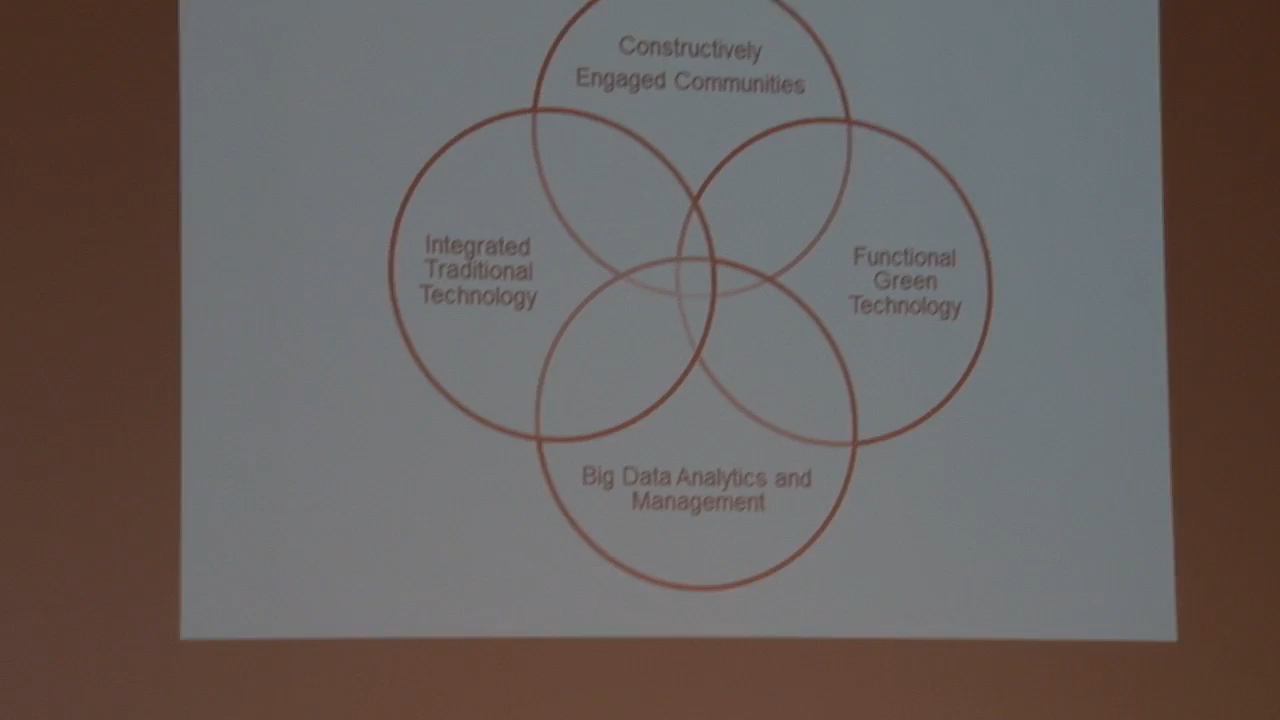 Constructively
Engaged Communities
Integrated
Traditional
Technology
Functional
Green
Technology
Big Data Analytics and
Management